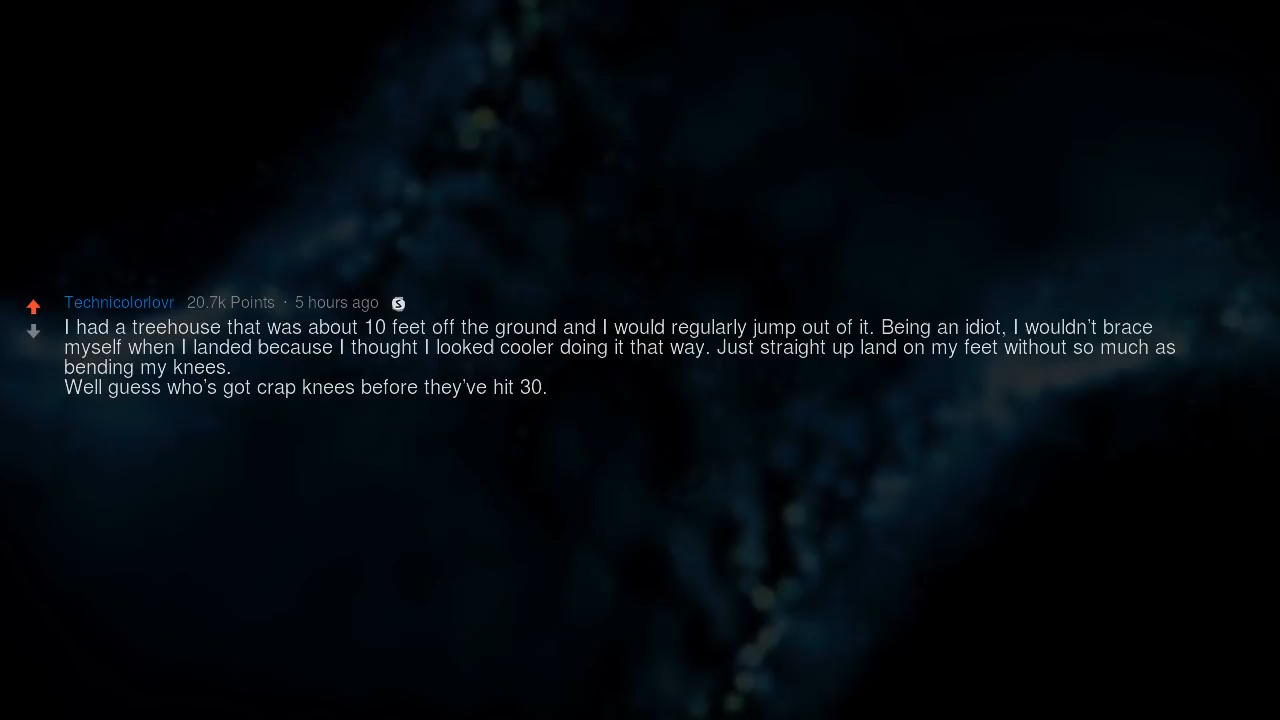 Technicolorlovr 20.7k Points · 5 hours ago S
I had a treehouse that was about 10 feet off the ground and I would regularly jump out of it. Being an idiot, I wouldn't brace
myself when I landed because I thought I looked cooler doing it that way. Just straight up land on my feet without so much as
bending my knees.
Well guess who's got crap knees before they've hit 30.